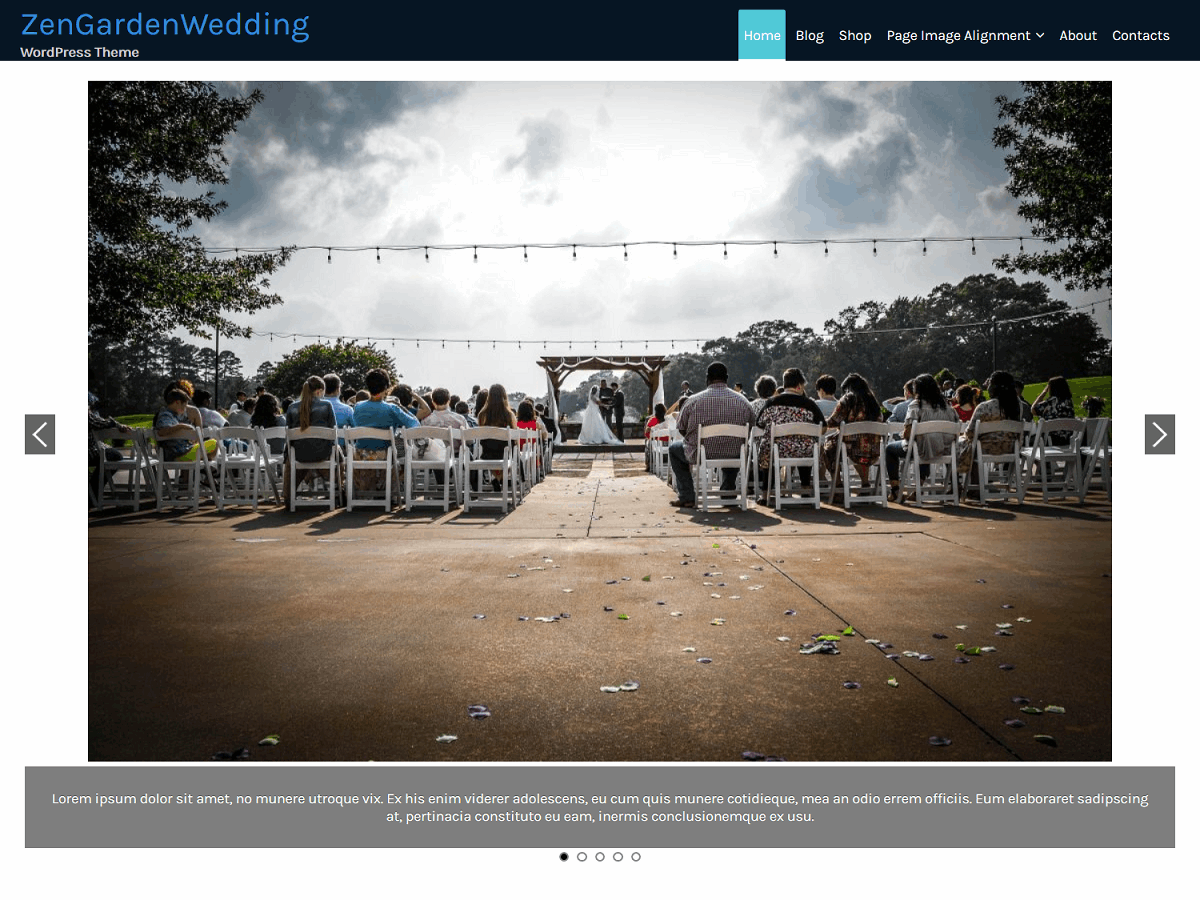 ZenGardenWedding
WordPress Theme
Home Blog Shop Page Image Alignment About Contacts
Lorem ipsum dolor sit amet, no munere utroque vix. Ex his enim viderer adolescens, eu cum quis munere cotidieque, mea an odio errem officiis. Eum elaboraret sadipscing
at, pertinacia constituto eu eam, inermis conclusionemque ex usu.